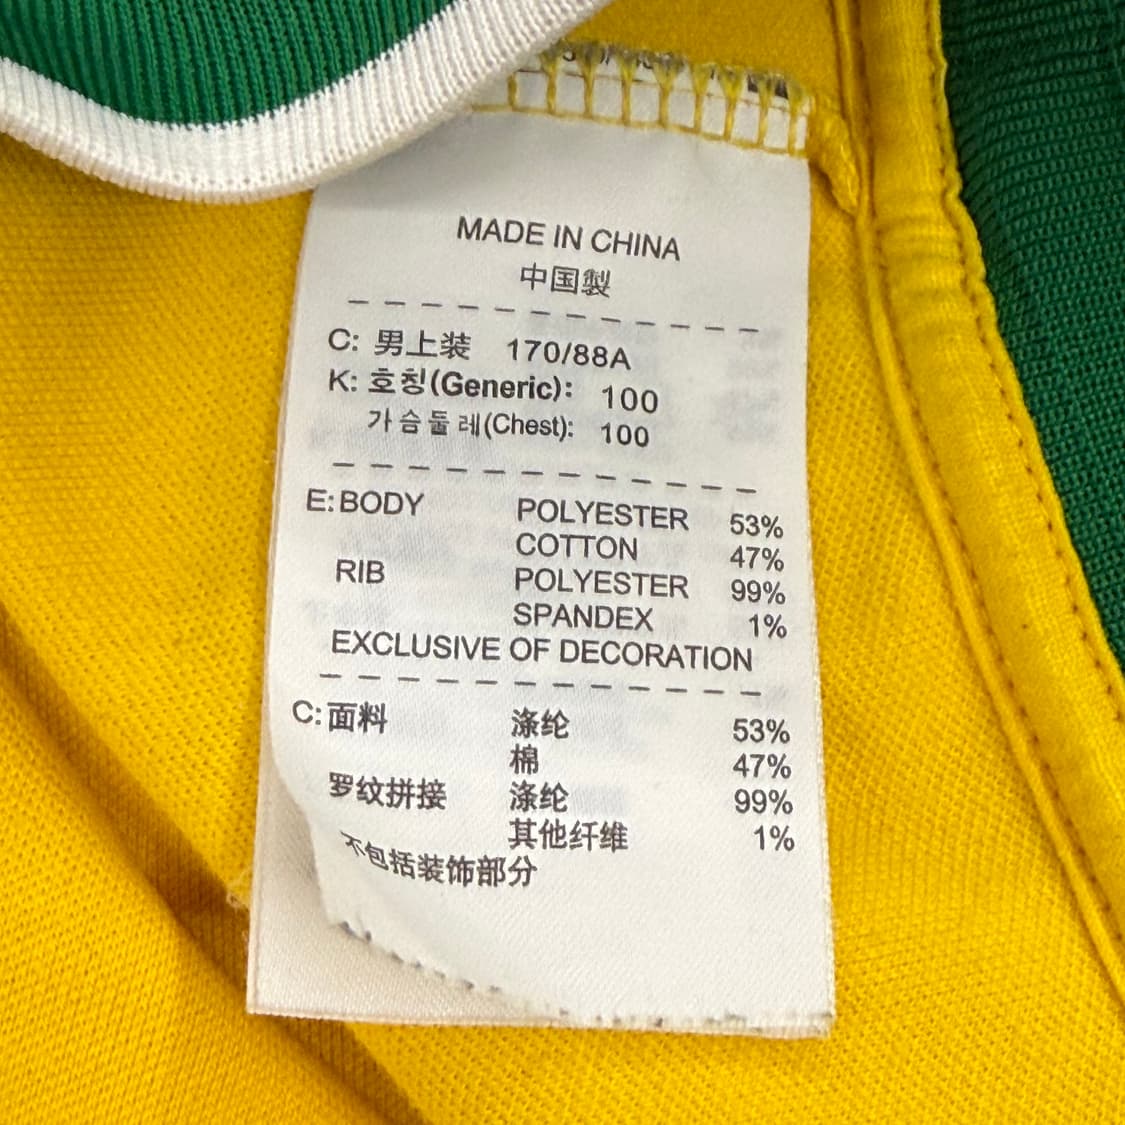 MADE IN CHINA
中国製
C: 男上装 170/88A
K: 호칭(Generic): 100
가슴둘레(Chest): 100
E: BODY POLYESTER 53%
COTTON 47%
RIB POLYESTER 99%
SPANDEX 1%
EXCLUSIVE OF DECORATION
C: 面料 涤纶 53%
棉 47%
罗纹拼接 涤纶 99%
其他纤维 1%
不包括装饰部分